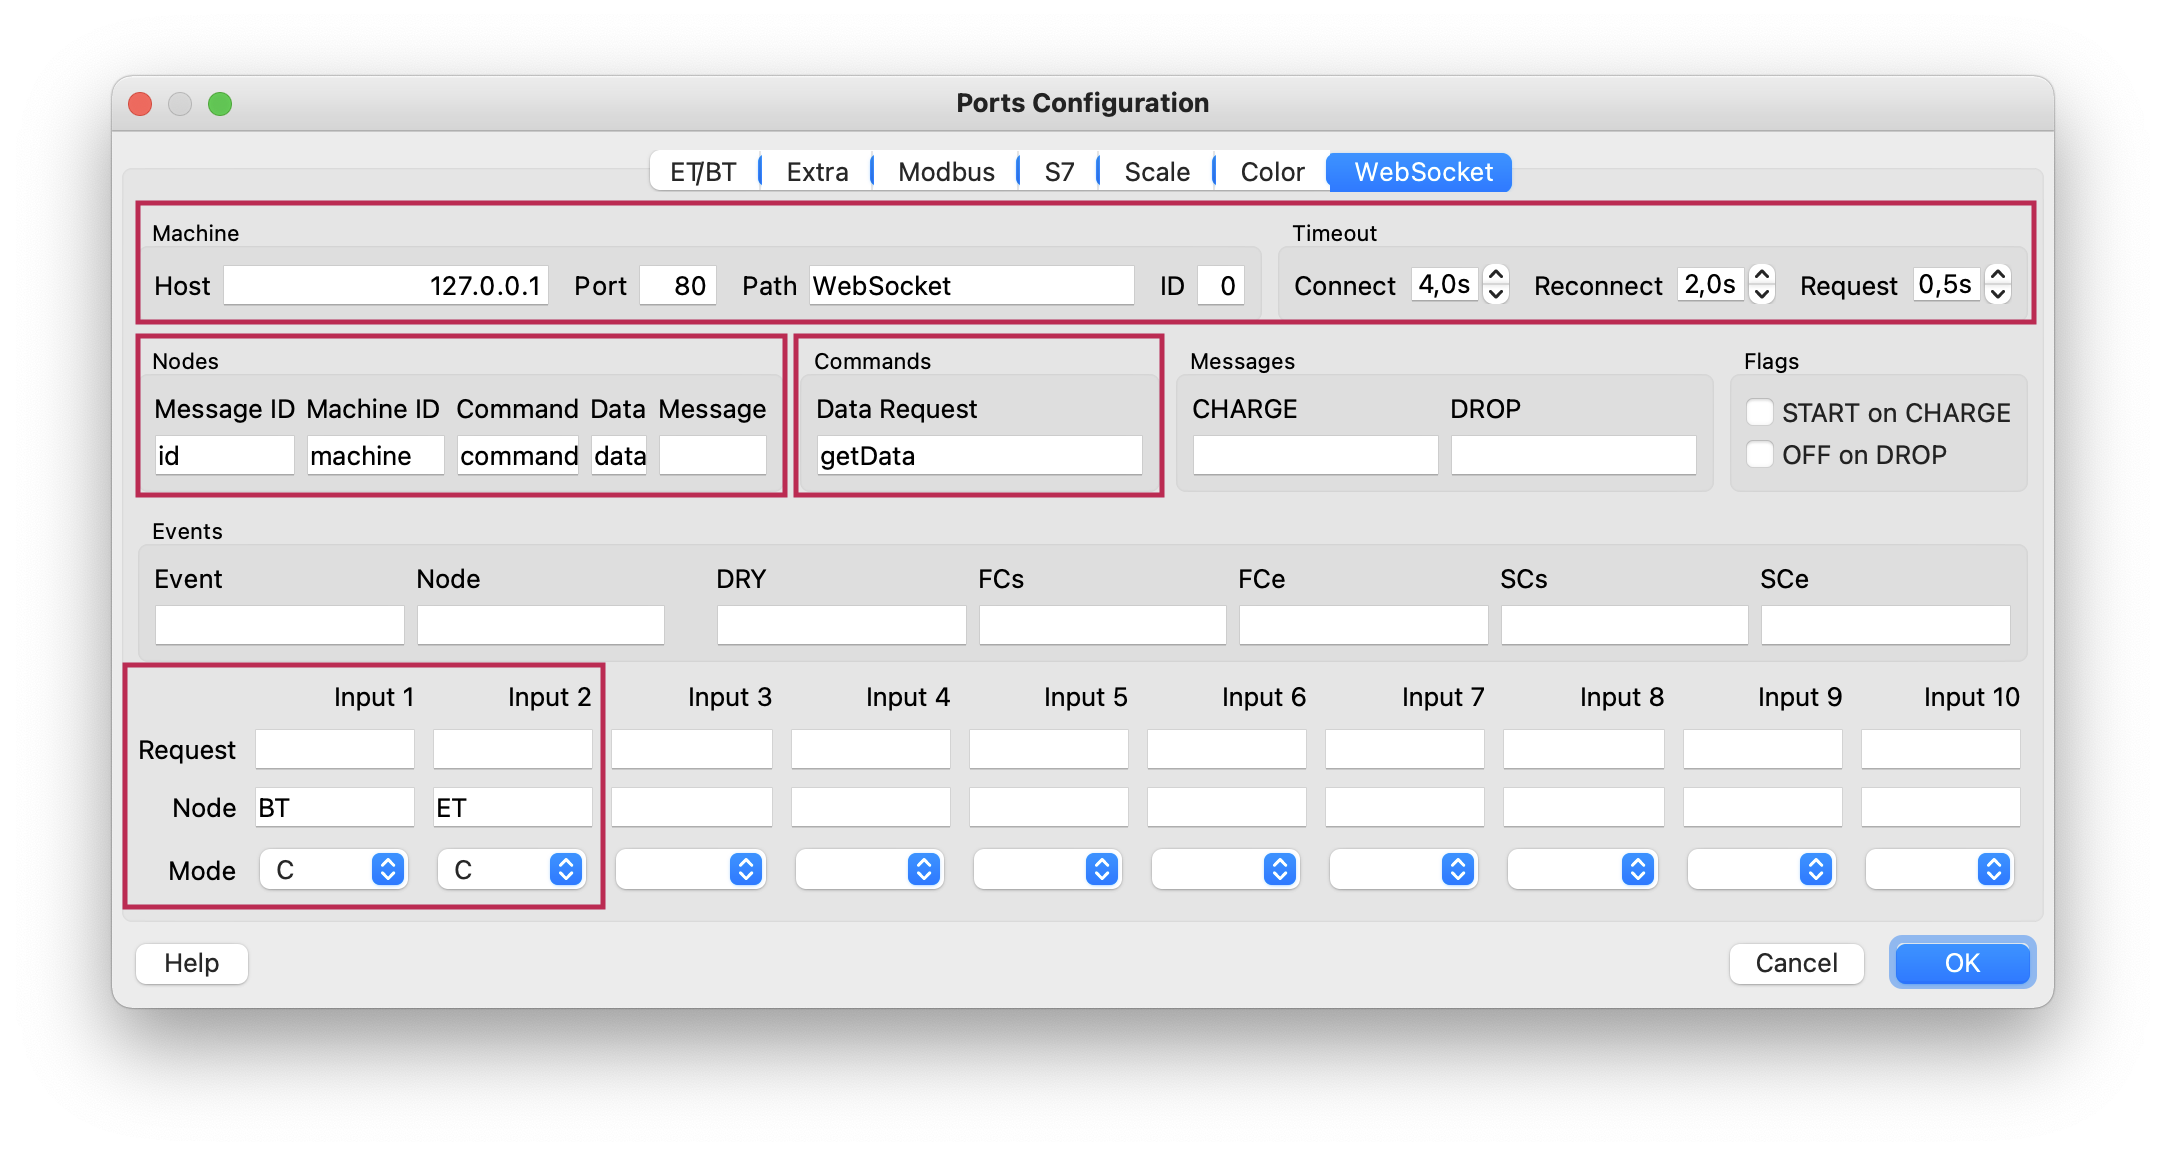 Ports Configuration
ET/BT Extra Modbus S7 Scale Color WebSocket
Machine Timeout
Host 127.0.0.1 Port 80 Path WebSocket ID 0 Connect 4,0s Reconnect 2,0s Request 0,5s
Nodes Commands Messages Flags
Message ID Machine ID Command Data Message Data Request CHARGE DROP START on CHARGE
id machine command data getData OFF on DROP
Events
Event Node DRY FCs FCe SCs SCe
Input 1 Input 2 Input 3 Input 4 Input 5 Input 6 Input 7 Input 8 Input 9 Input 10
Request
Node BT ET
Mode C C
Help Cancel OK